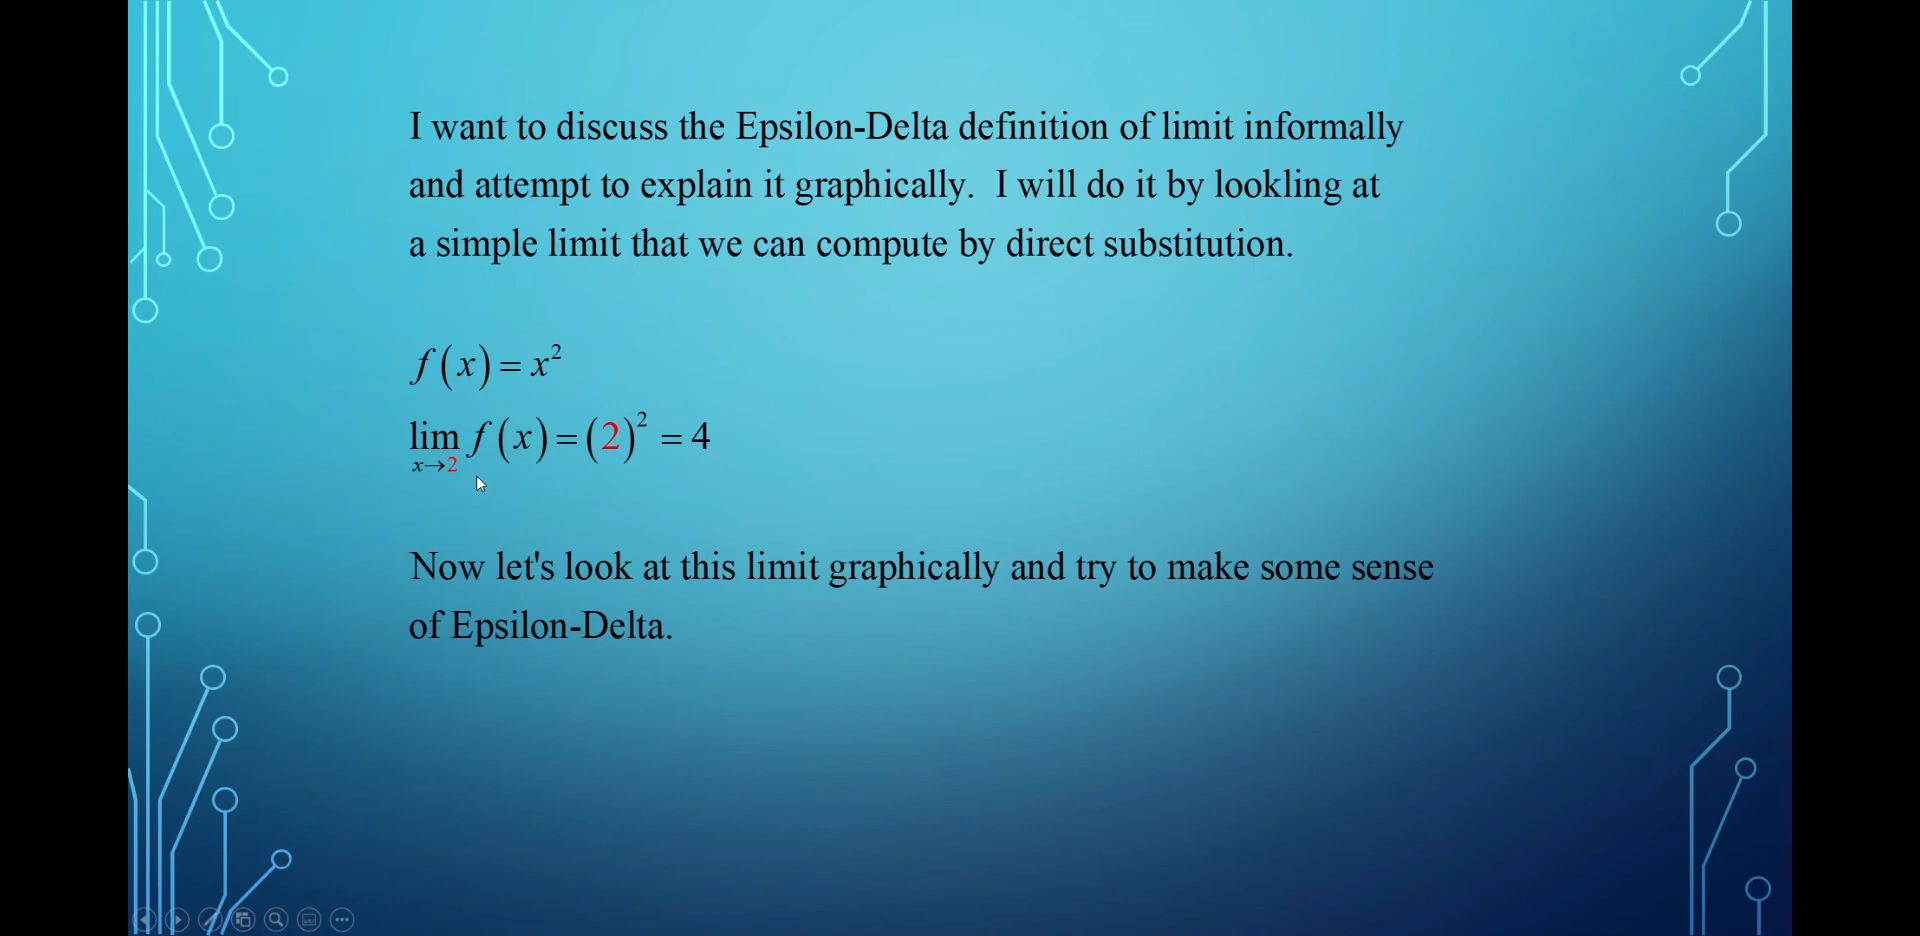 I want to discuss the Epsilon-Delta definition of limit informally
and attempt to explain it graphically.  I will do it by lookling at
a simple limit that we can compute by direct substitution.
f(x) = x²
lim x→2 f(x) = (2)² = 4
Now let's look at this limit graphically and try to make some sense
of Epsilon-Delta.